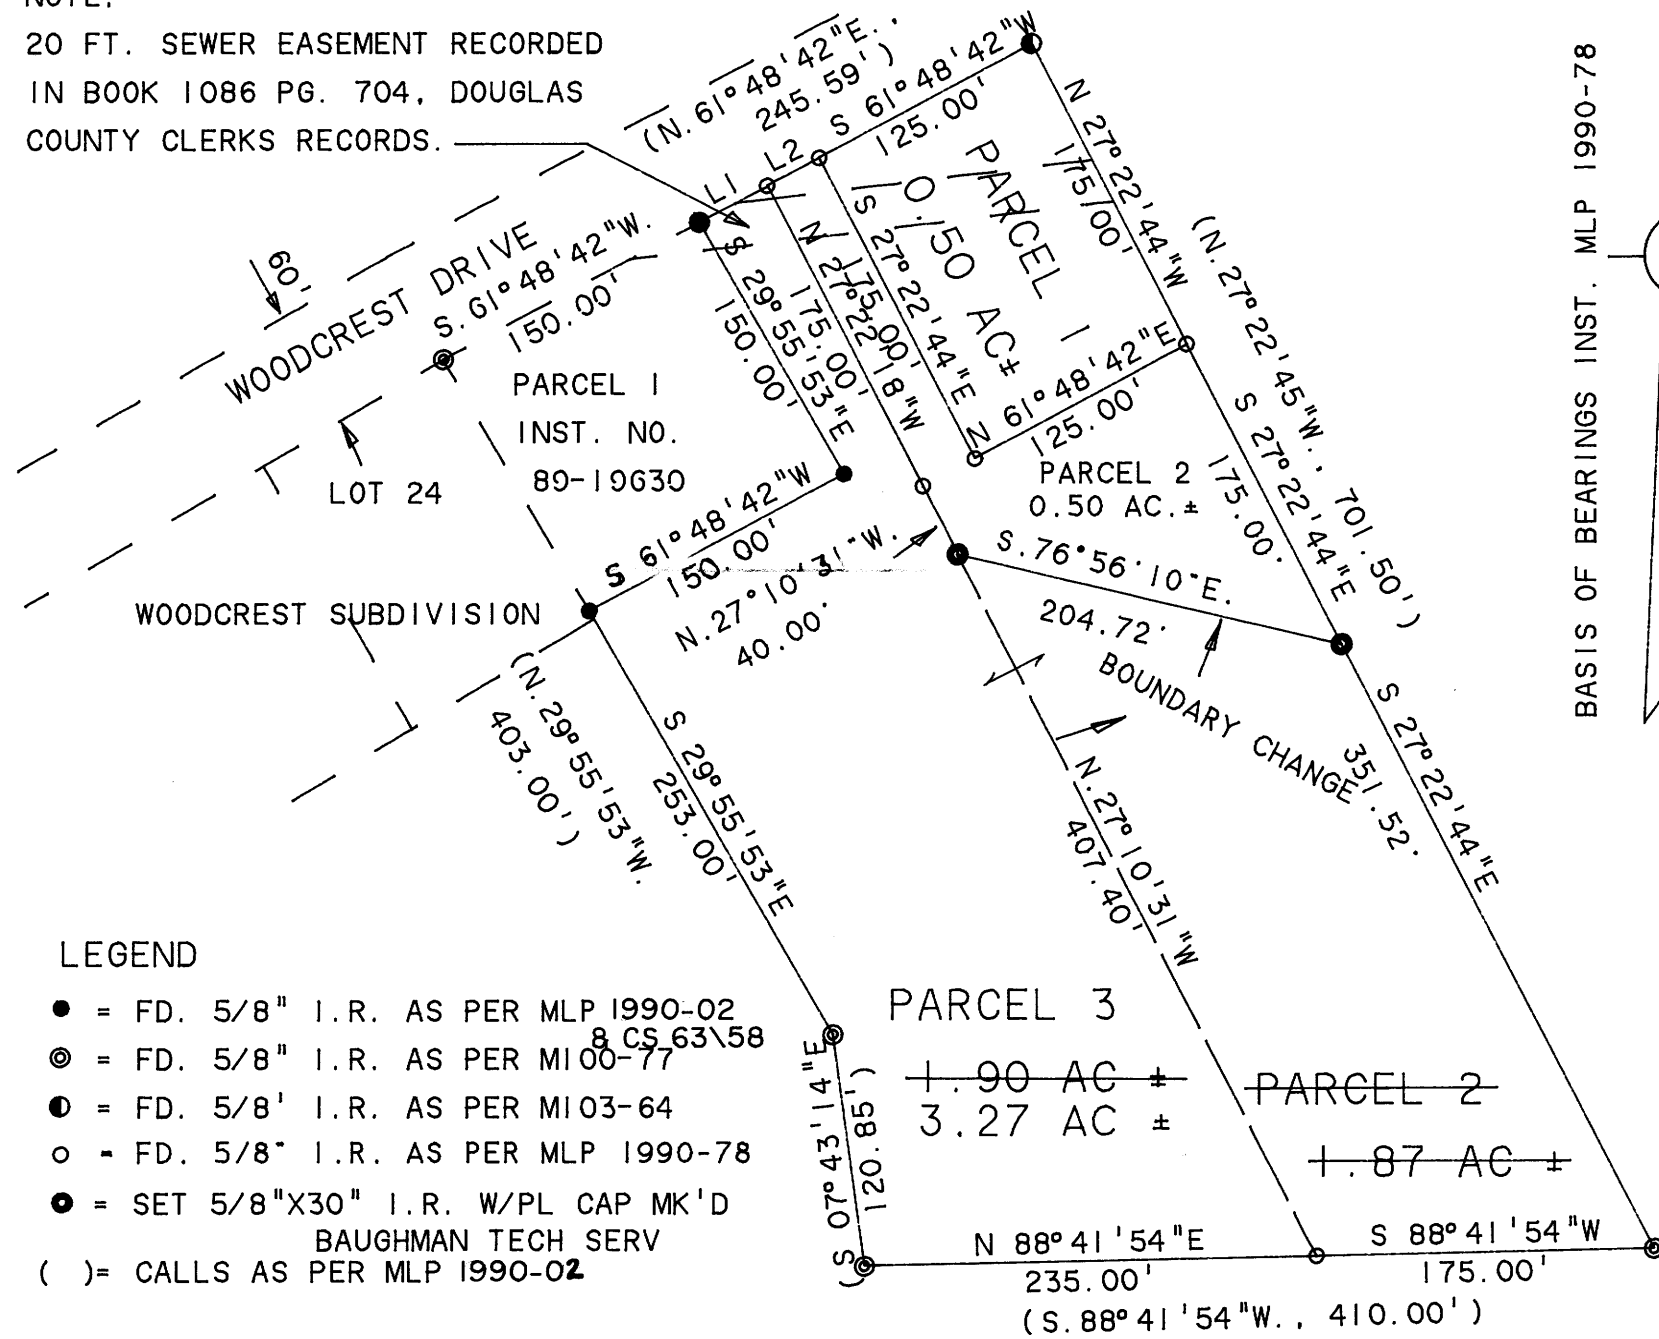 NOTE:
20 FT. SEWER EASEMENT RECORDED
IN BOOK 1086 PG. 704, DOUGLAS
COUNTY CLERKS RECORDS.
(N. 61°48'42"E.,
245.59')
S 61°48'42"W
125.00'
L1
L2
N 27°22'44"W
175.00'
(N.27°22'45"W., 701.50')
BASIS OF BEARINGS INST. MLP 1990-78
60'
WOODCREST DRIVE
S.61°48'42"W.
150.00'
S 29°55'53"E
150.00'
N 27°22'18"W
175.00'
S 27°22'44"E
175.00'
PARCEL 1
0.50 AC±
N 61°48'42"E
125.00'
PARCEL 1
INST. NO.
89-19630
LOT 24
PARCEL 2
0.50 AC.±
S 27°22'44"E
175.00'
S 61°48'42"W
150.00'
N.27°10'31"W.
40.00'
S.76°56'10"E.
204.72'
BOUNDARY CHANGE
WOODCREST SUBDIVISION
(N.29°55'53"W.
403.00')
S 29°55'53"E
253.00'
N.27°10'31"W
407.40'
S 27°22'44"E
351.52'
LEGEND
● = FD. 5/8" I.R. AS PER MLP 1990-02
& CS 63\58
◎ = FD. 5/8" I.R. AS PER M100-77
◐ = FD. 5/8' I.R. AS PER M103-64
○ = FD. 5/8" I.R. AS PER MLP 1990-78
= SET 5/8"X30" I.R. W/PL CAP MK'D
BAUGHMAN TECH SERV
( )= CALLS AS PER MLP 1990-02
PARCEL 3
1.90 AC ±
3.27 AC ±
PARCEL 2
1.87 AC ±
(S 07°43'14"E
120.85')
N 88°41'54"E
235.00'
S 88°41'54"W
175.00'
(S.88°41'54"W., 410.00')